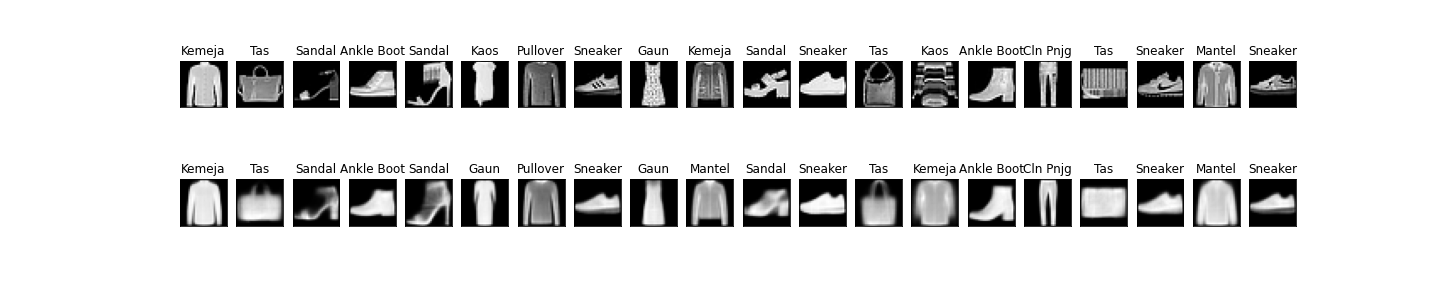 Kemeja Tas Sandal Ankle Boot Sandal Kaos Pullover Sneaker Gaun Kemeja Sandal Sneaker Tas Kaos Ankle Boot Cln Pnjg Tas Sneaker Mantel Sneaker
Kemeja Tas Sandal Ankle Boot Sandal Gaun Pullover Sneaker Gaun Mantel Sandal Sneaker Tas Kemeja Ankle Boot Cln Pnjg Tas Sneaker Mantel Sneaker